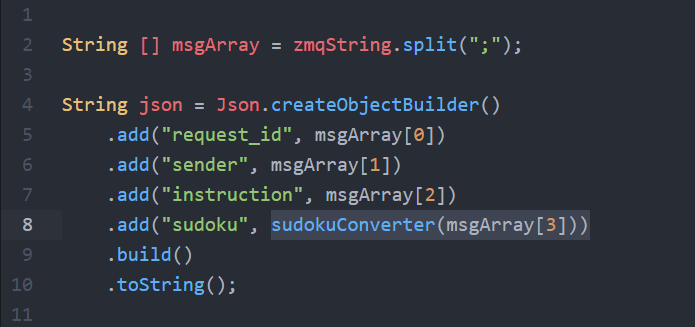 1
2 String [] msgArray = zmqString.split(";");
3
4 String json = Json.createObjectBuilder()
5 .add("request_id", msgArray[0])
6 .add("sender", msgArray[1])
7 .add("instruction", msgArray[2])
8 .add("sudoku", sudokuConverter(msgArray[3]))
9 .build()
10 .toString();
11